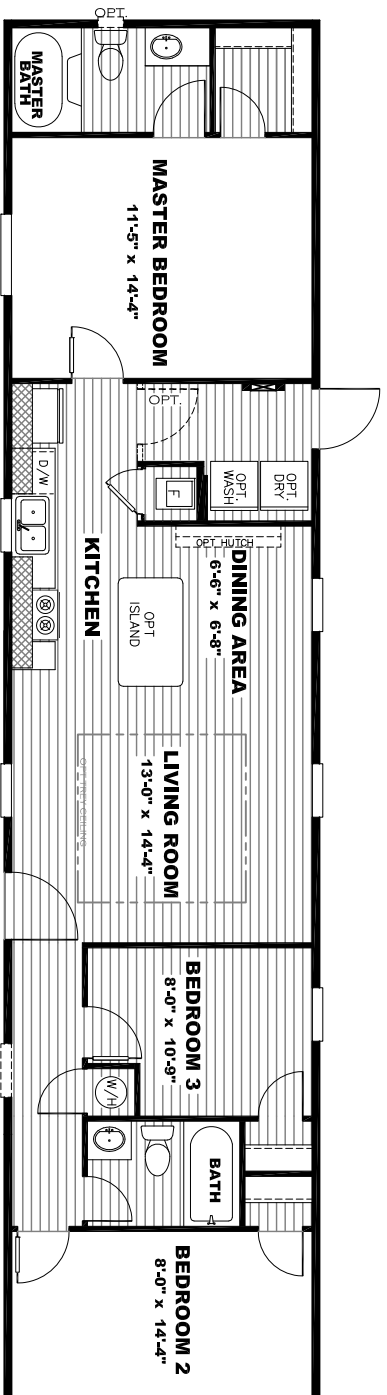 OPT.
MASTER
BATH
MASTER BEDROOM
11'-5" x 14'-4"
OPT.
D/W
F
OPT.
WASH
OPT.
DRY
KITCHEN
OPT HUTCH
DINING AREA
6'-6" x 6'-8"
OPT
ISLAND
LIVING ROOM
13'-0" x 14'-4"
OPT TREY CEILING
BEDROOM 3
8'-0" x 10'-9"
W/H
BATH
BEDROOM 2
8'-0" x 14'-4"